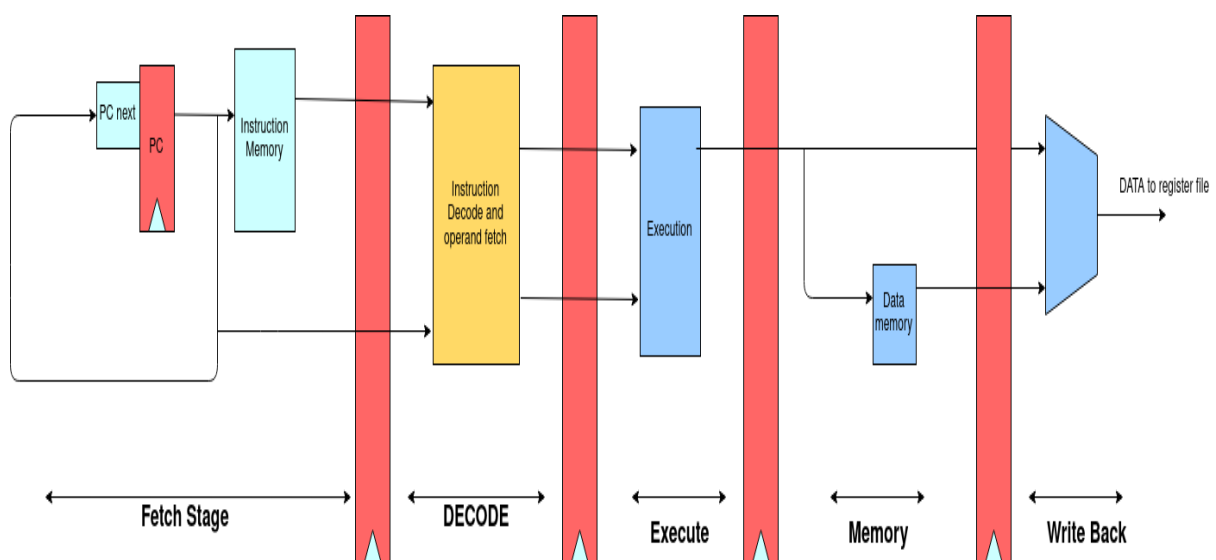 PC next
PC
Instruction
Memory
Instruction
Decode and
operand fetch
Execution
Data
memory
DATA to register file
Fetch Stage
DECODE
Execute
Memory
Write Back